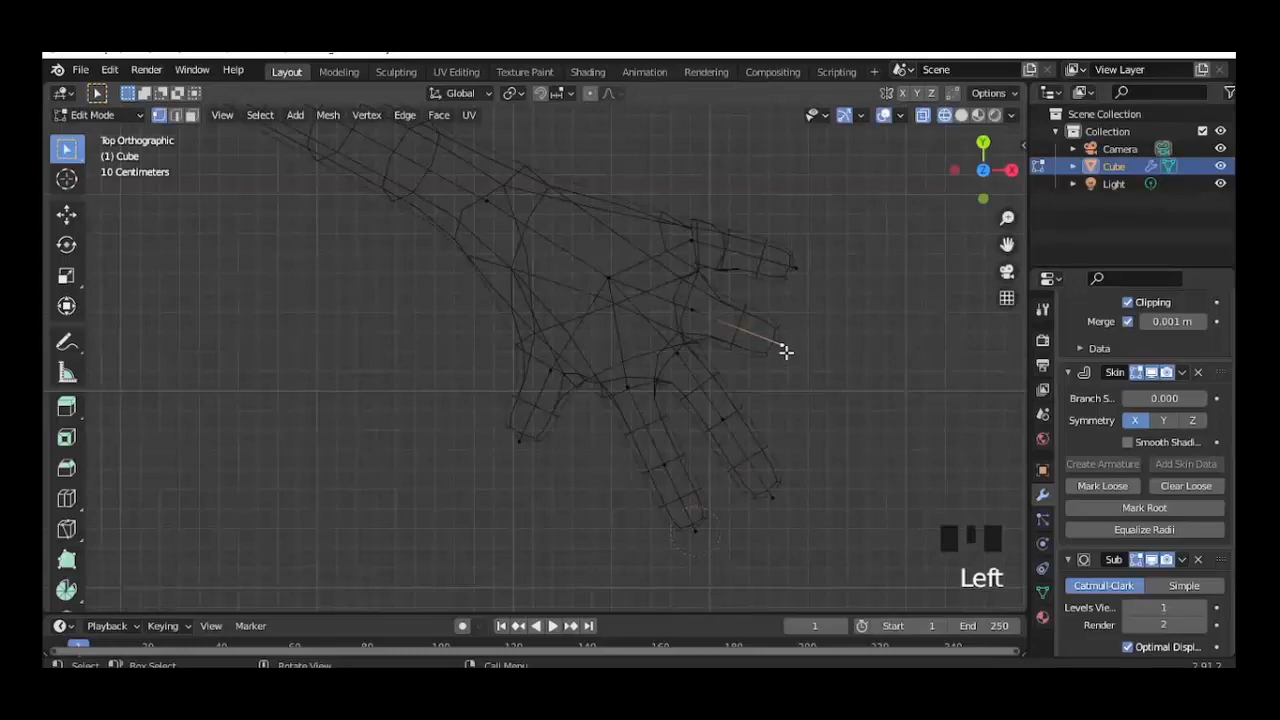 File Edit Render Window Help Layout Modeling Sculpting UV Editing Texture Paint Shading Animation Rendering Compositing Scripting + Scene View Layer
Global X Y Z Options
Edit Mode View Select Add Mesh Vertex Edge Face UV
Top Orthographic
(1) Cube
10 Centimeters
Y
Z
X
Scene Collection
Collection
Camera
Cube
Light
Clipping
Merge 0.001 m
Data
Skin
Branch S... 0.000
Symmetry X Y Z
Smooth Shadi...
Create Armature Add Skin Data
Mark Loose Clear Loose
Mark Root
Equalize Radii
Sub
Catmull-Clark Simple
Levels Vie... 1
Render 2
Optimal Displ...
Left
Playback Keying View Marker 1 Start 1 End 250
1
Select Box Select Rotate View Call Menu 2.91.2